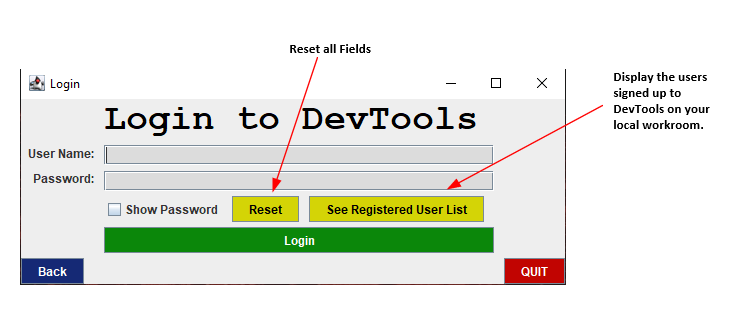 Reset all Fields
Login
Display the users
signed up to
DevTools on your
local workroom.
Login to DevTools
User Name:
Password:
Show Password
Reset
See Registered User List
Login
Back
QUIT